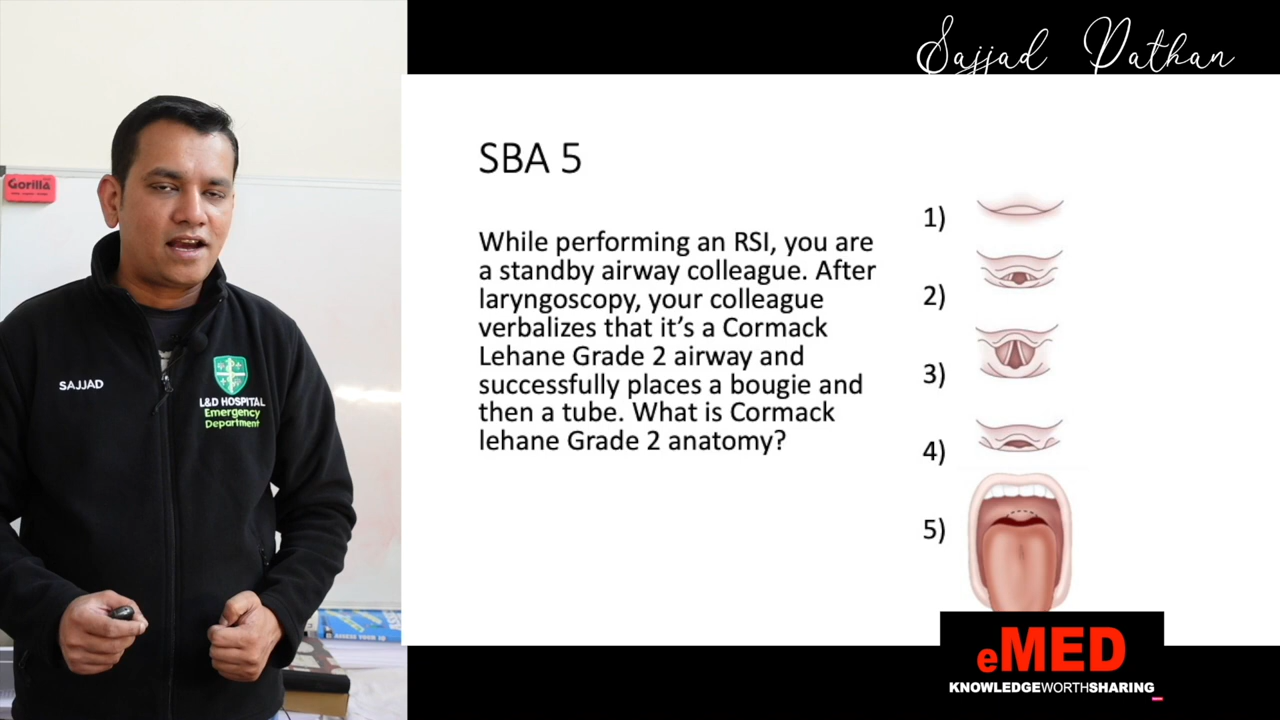 Sajjad Pathan
Gorilla
SAJJAD
L&D HOSPITAL
Emergency
Department
SBA 5
While performing an RSI, you are
a standby airway colleague. After
laryngoscopy, your colleague
verbalizes that it's a Cormack
Lehane Grade 2 airway and
successfully places a bougie and
then a tube. What is Cormack
lehane Grade 2 anatomy?
1)
2)
3)
4)
5)
eMED
KNOWLEDGEWORTHSHARING_